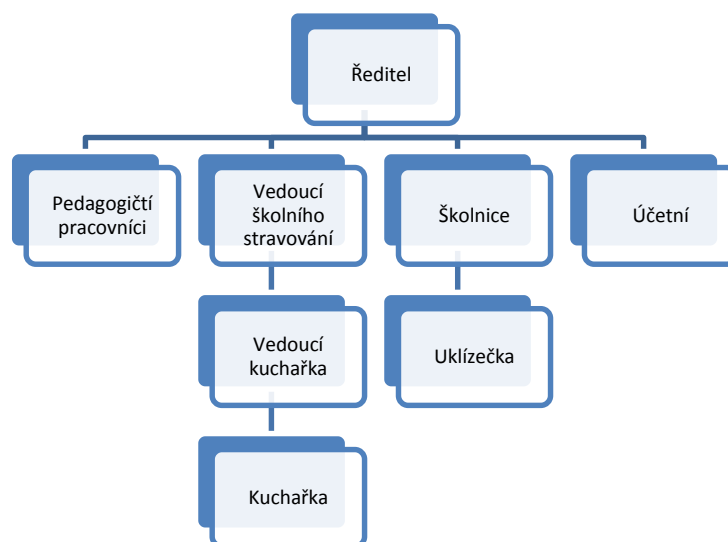 Ředitel
Pedagogičtí
pracovníci
Vedoucí
školního
stravování
Školnice
Účetní
Vedoucí
kuchařka
Uklízečka
Kuchařka